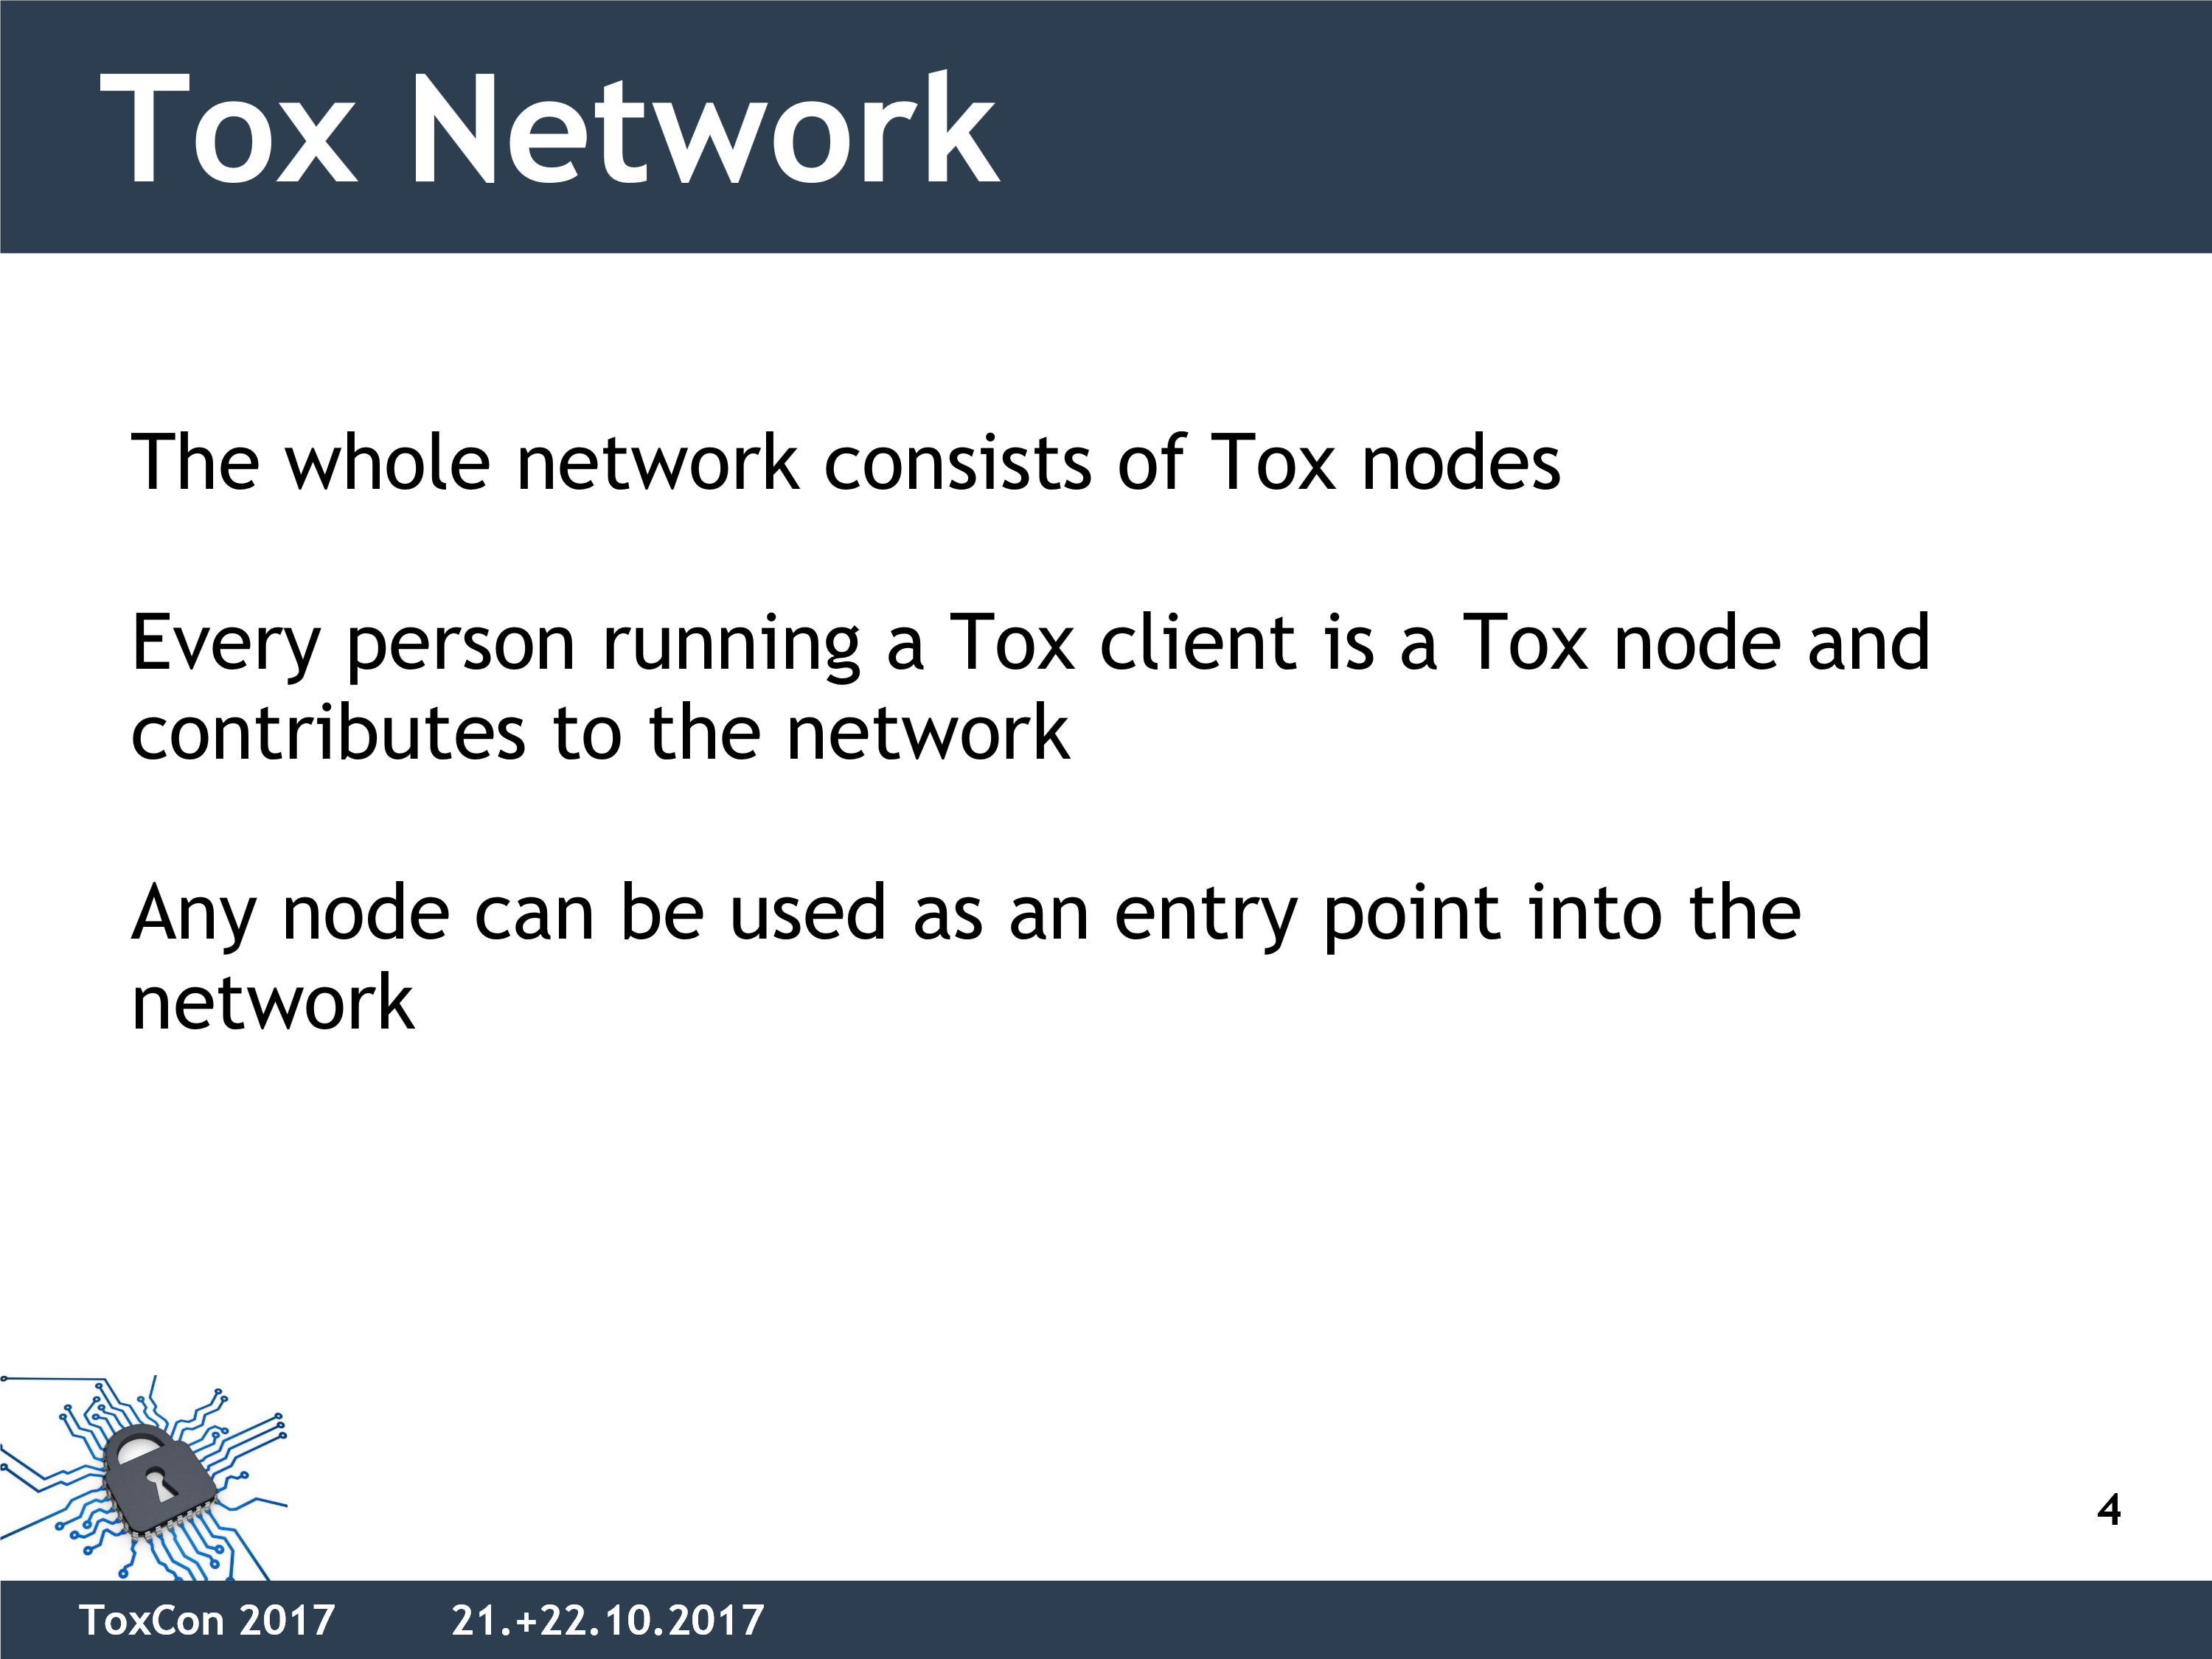 Tox Network
The whole network consists of Tox nodes
Every person running a Tox client is a Tox node and
contributes to the network
Any node can be used as an entry point into the
network
4
ToxCon 2017 21.+22.10.2017